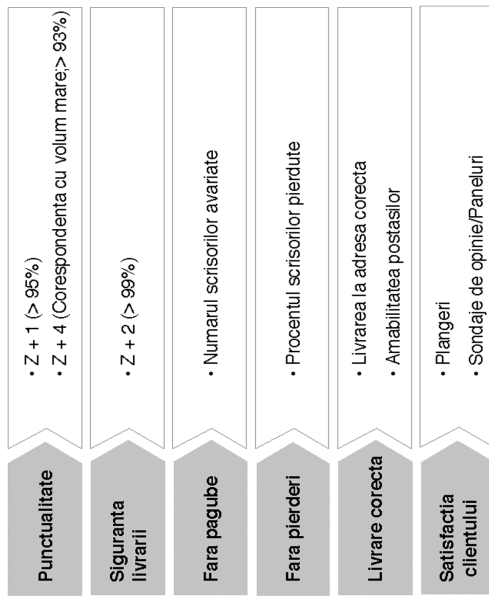 Punctualitate
• Z + 1 (> 95%)
• Z + 4 (Corespondenta cu volum mare;> 93%)
Siguranta
livrarii
• Z + 2 (> 99%)
Fara pagube
• Numarul scrisorilor avariate
Fara pierderi
• Procentul scrisorilor pierdute
Livrare corecta
• Livrarea la adresa corecta
• Amabilitatea postasilor
Satisfactia
clientului
• Plangeri
• Sondaje de opinie/Paneluri